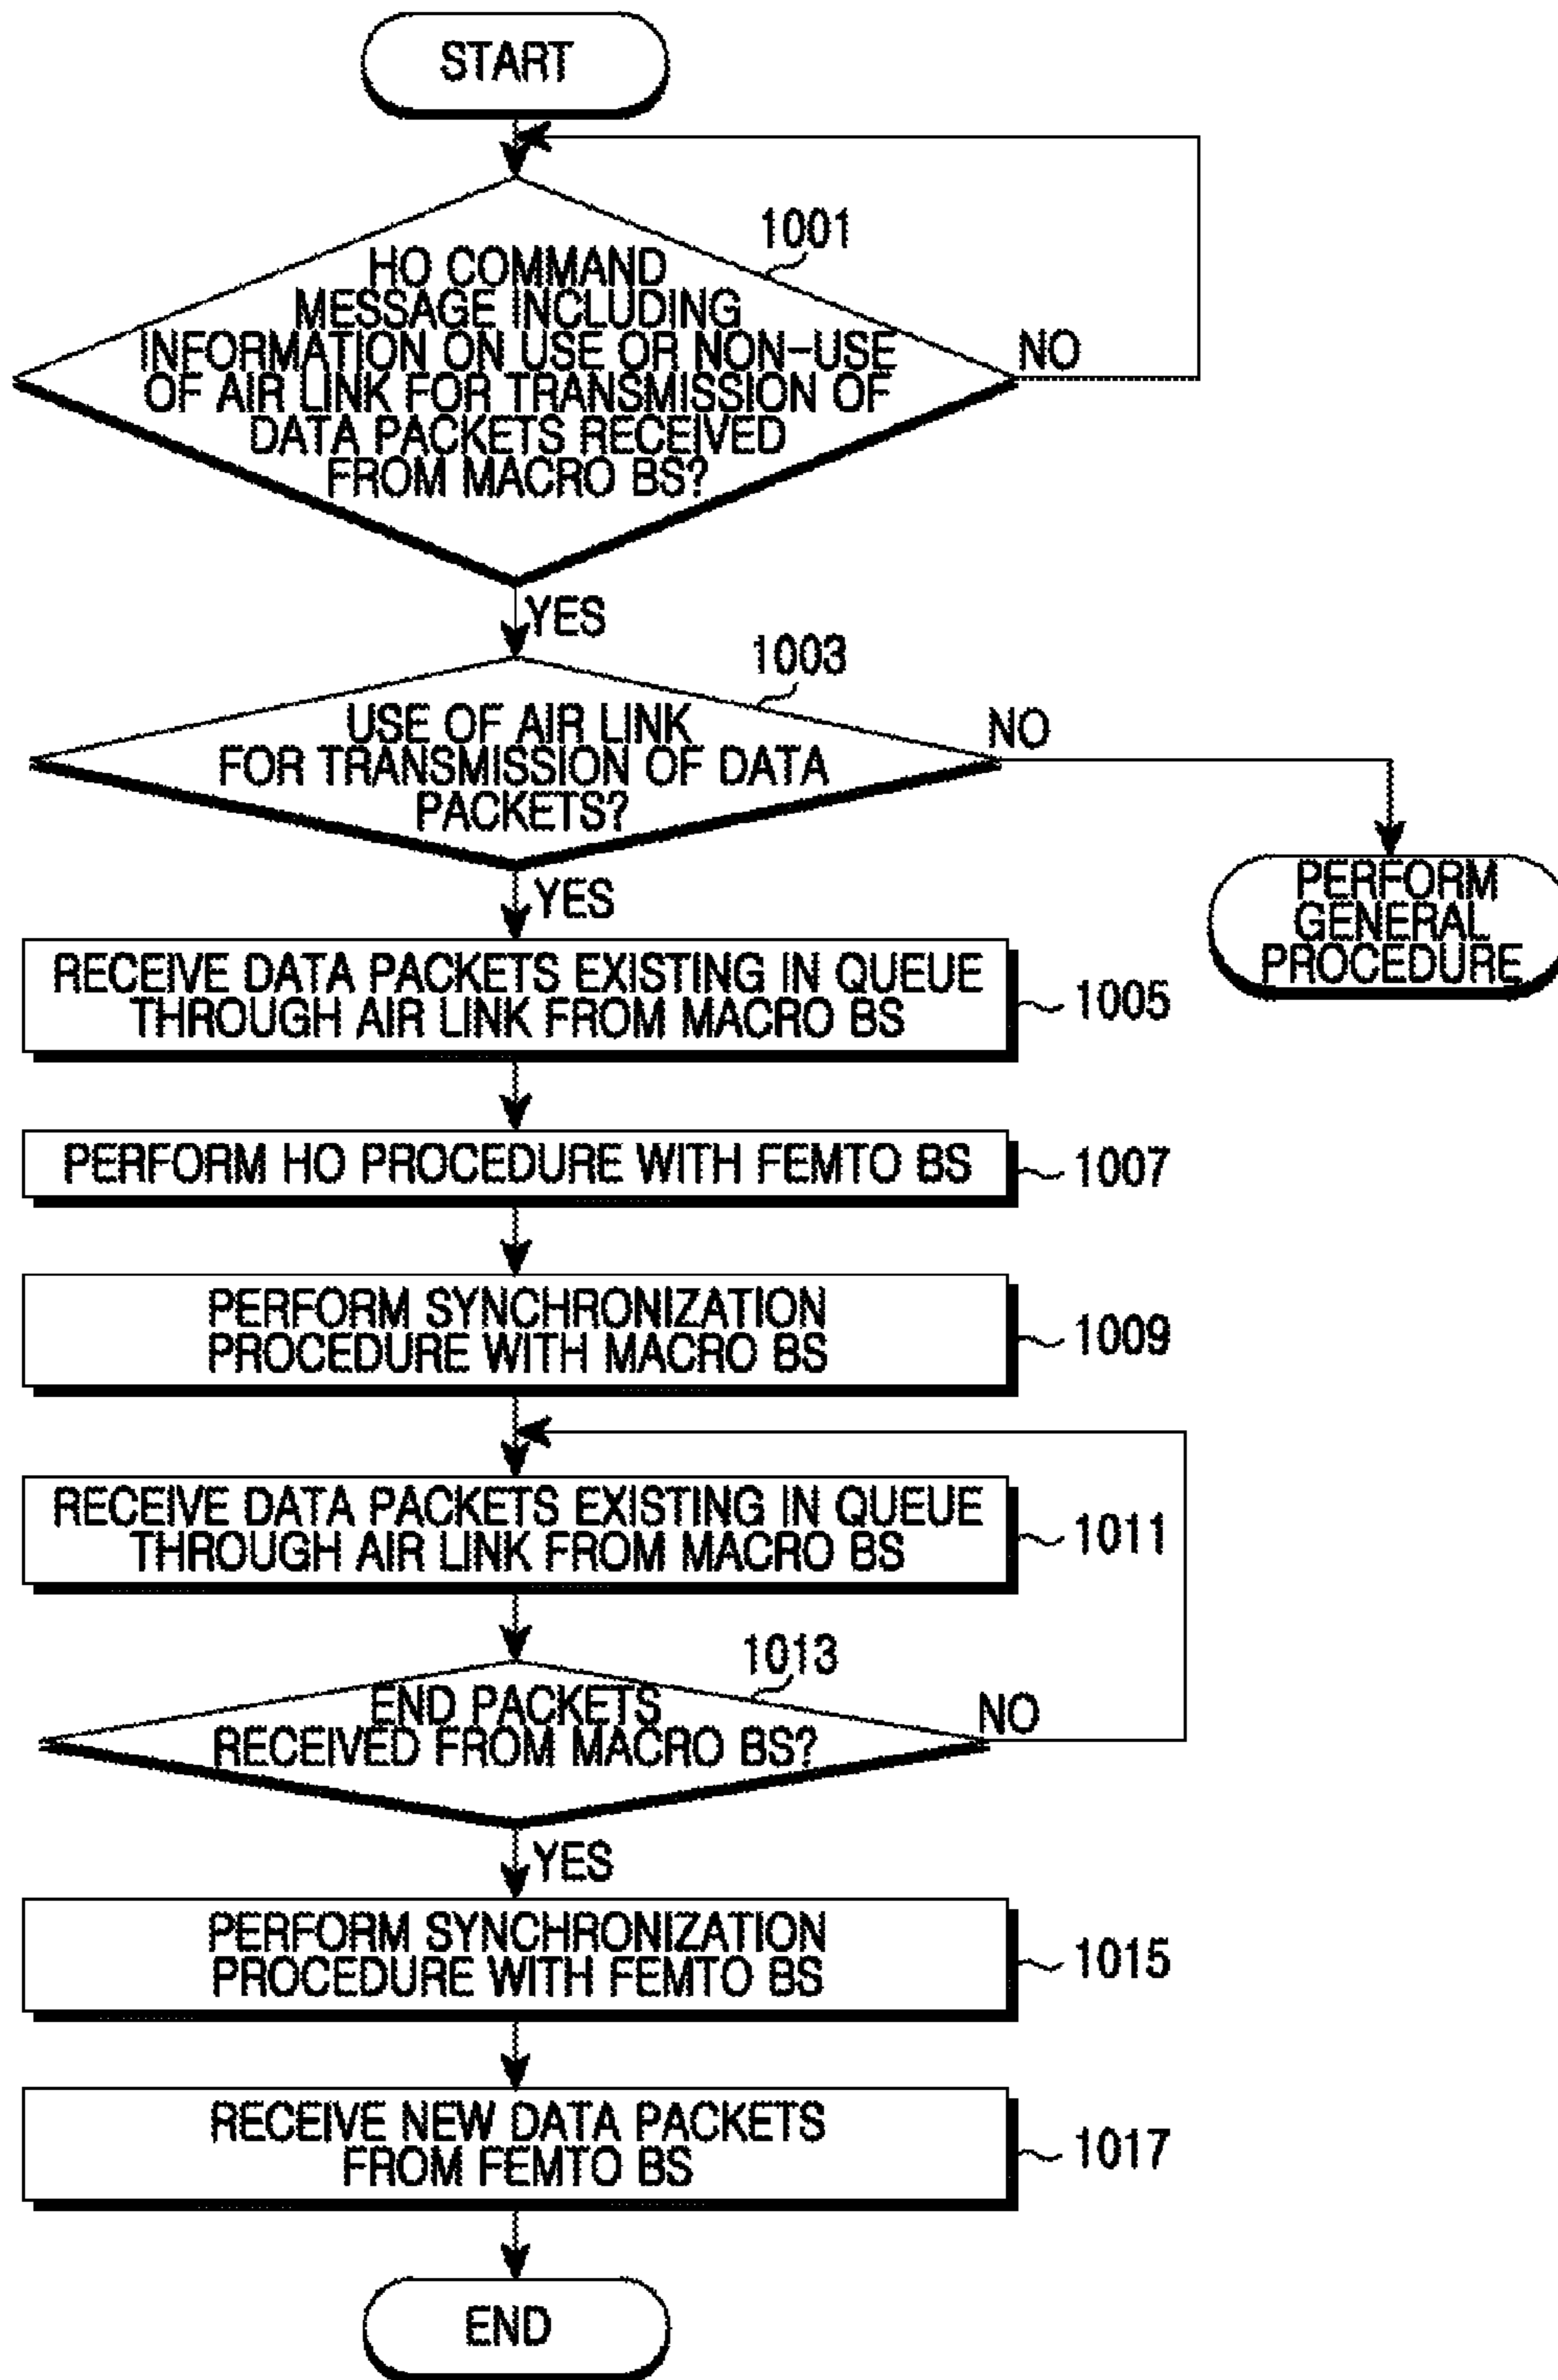 START
1001
HO COMMAND
MESSAGE INCLUDING
INFORMATION ON USE OR NON-USE
OF AIR LINK FOR TRANSMISSION OF
DATA PACKETS RECEIVED
FROM MACRO BS?
NO
YES
1003
USE OF AIR LINK
FOR TRANSMISSION OF DATA
PACKETS?
NO
YES
PERFORM
GENERAL
PROCEDURE
RECEIVE DATA PACKETS EXISTING IN QUEUE
THROUGH AIR LINK FROM MACRO BS
1005
PERFORM HO PROCEDURE WITH FEMTO BS
1007
PERFORM SYNCHRONIZATION
PROCEDURE WITH MACRO BS
1009
RECEIVE DATA PACKETS EXISTING IN QUEUE
THROUGH AIR LINK FROM MACRO BS
1011
1013
END PACKETS
RECEIVED FROM MACRO BS?
NO
YES
PERFORM SYNCHRONIZATION
PROCEDURE WITH FEMTO BS
1015
RECEIVE NEW DATA PACKETS
FROM FEMTO BS
1017
END